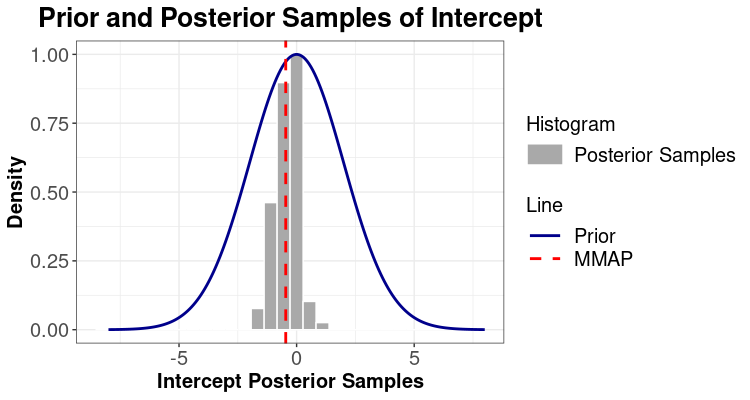 Prior and Posterior Samples of Intercept
1.00
0.75
0.50
0.25
0.00
Density
-5 0 5
Intercept Posterior Samples
Histogram
Posterior Samples
Line
Prior
MMAP